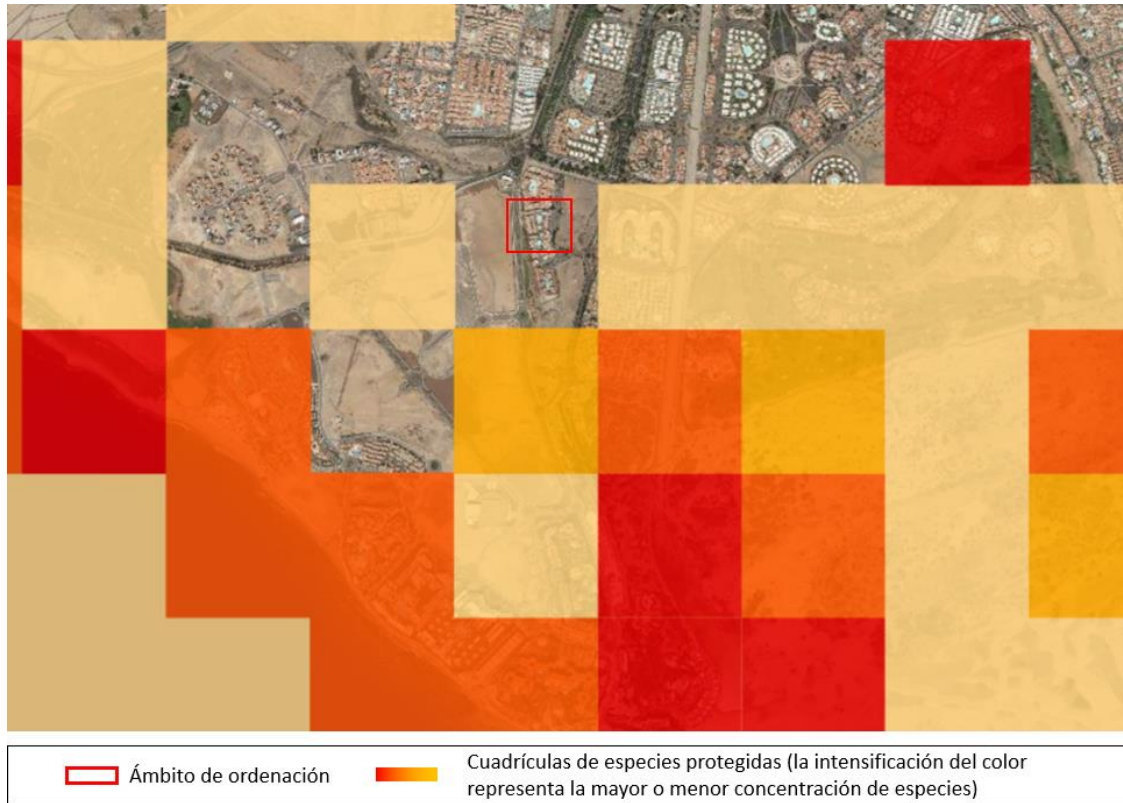 Ámbito de ordenación
Cuadrículas de especies protegidas (la intensificación del color
representa la mayor o menor concentración de especies)